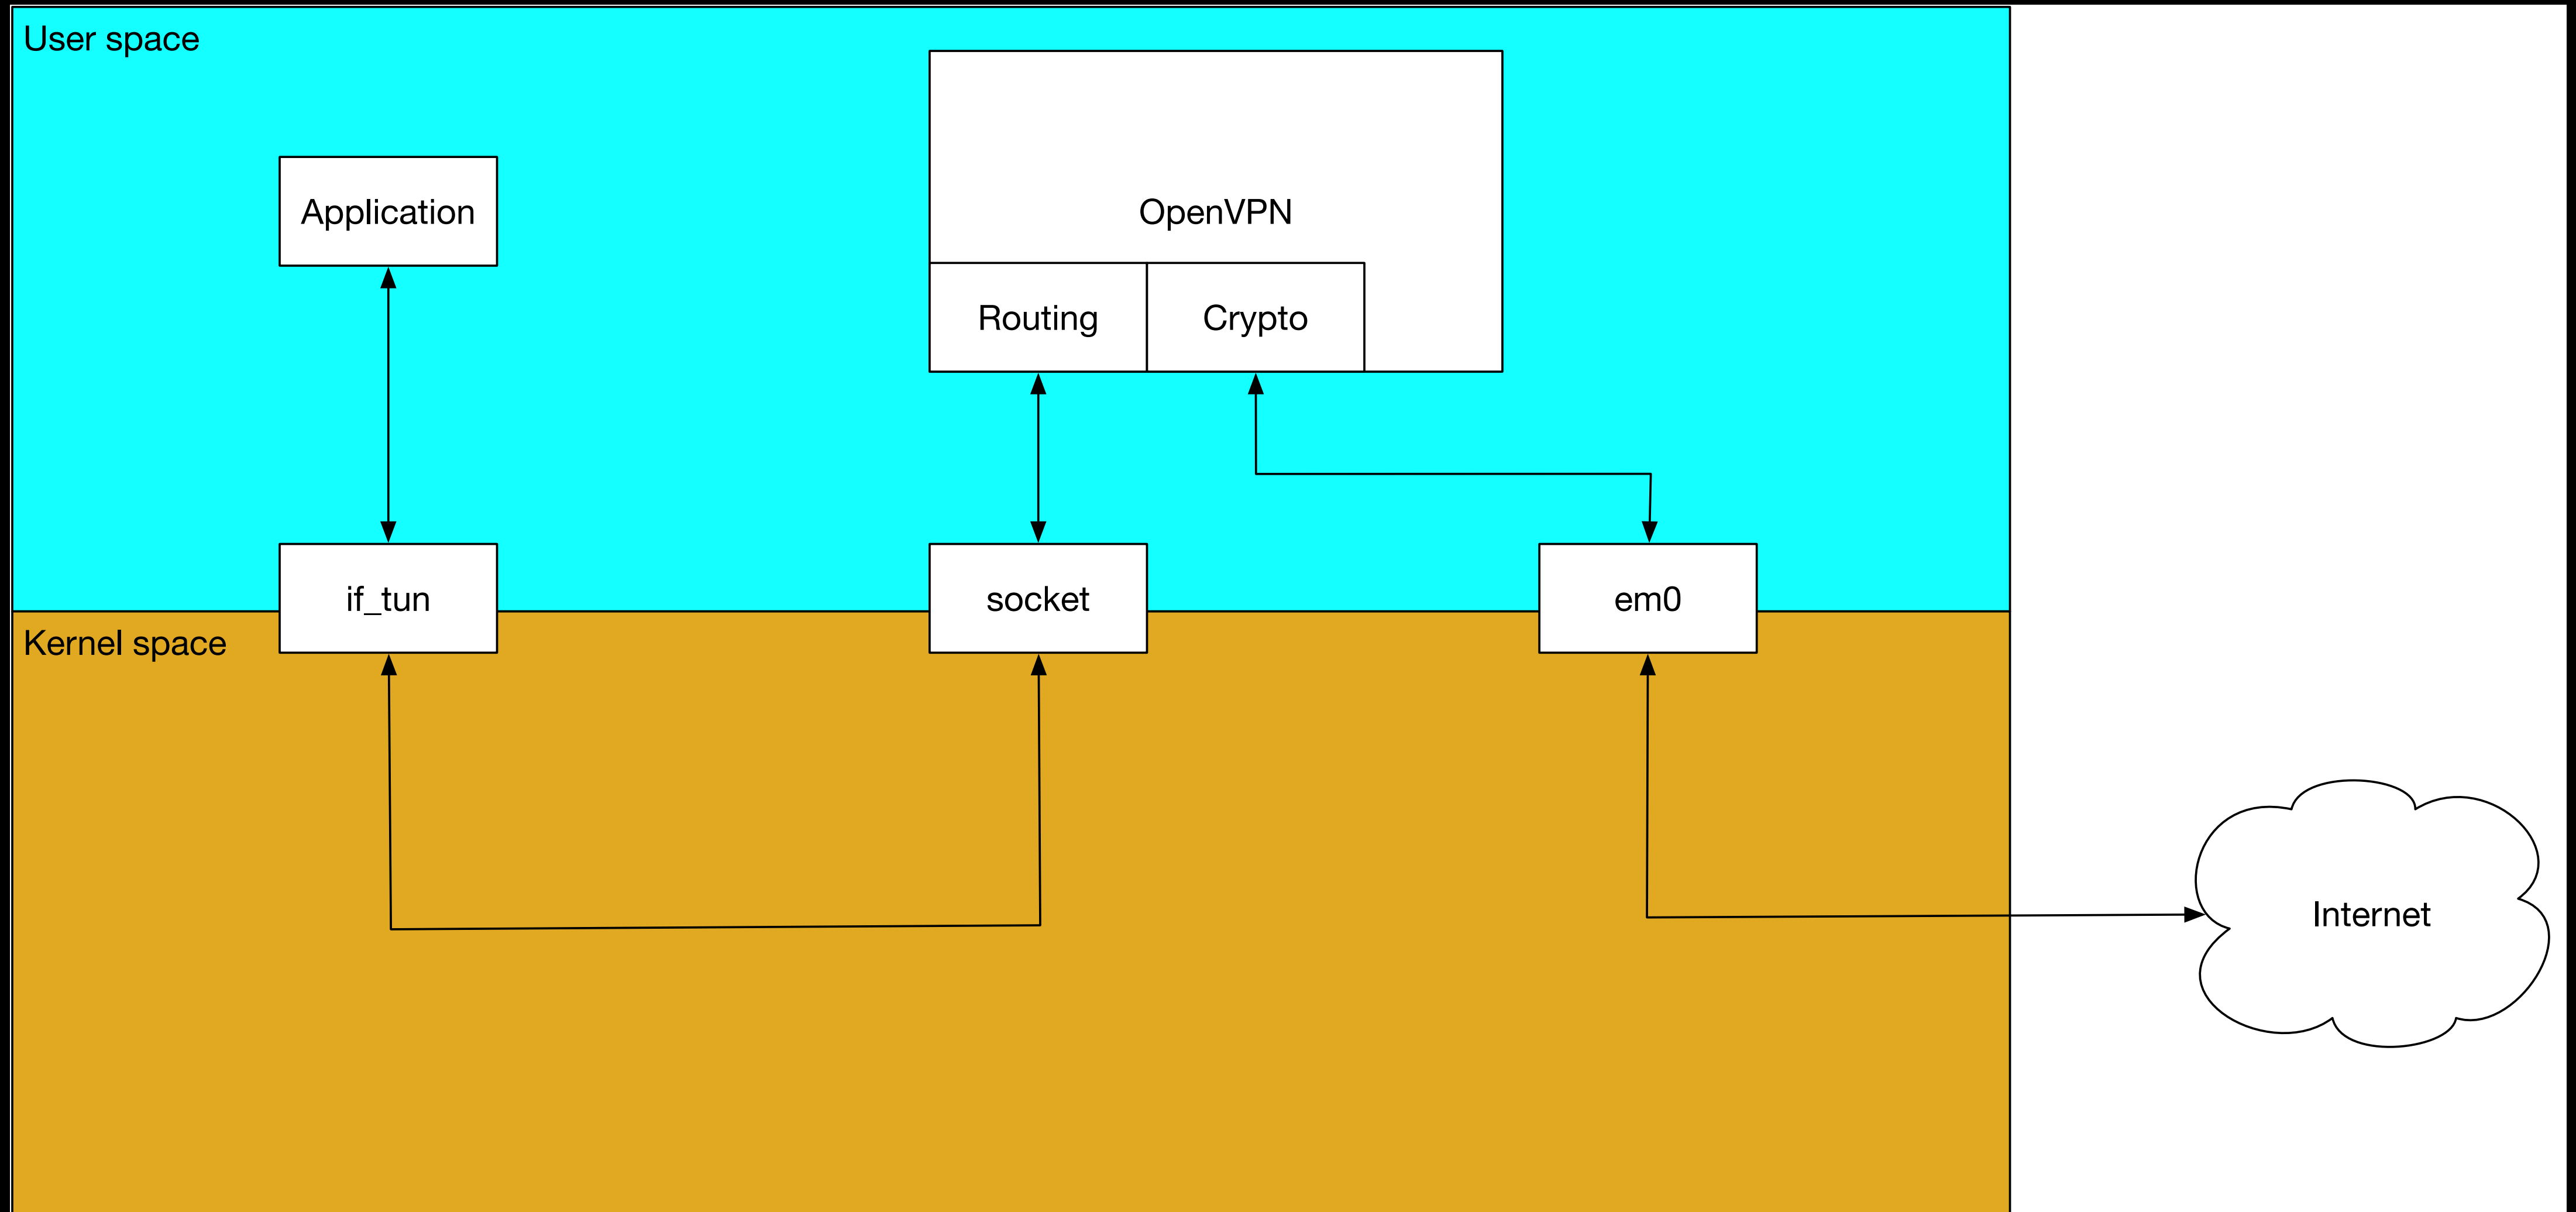 User space
Application
OpenVPN
Routing
Crypto
if_tun
socket
em0
Kernel space
Internet